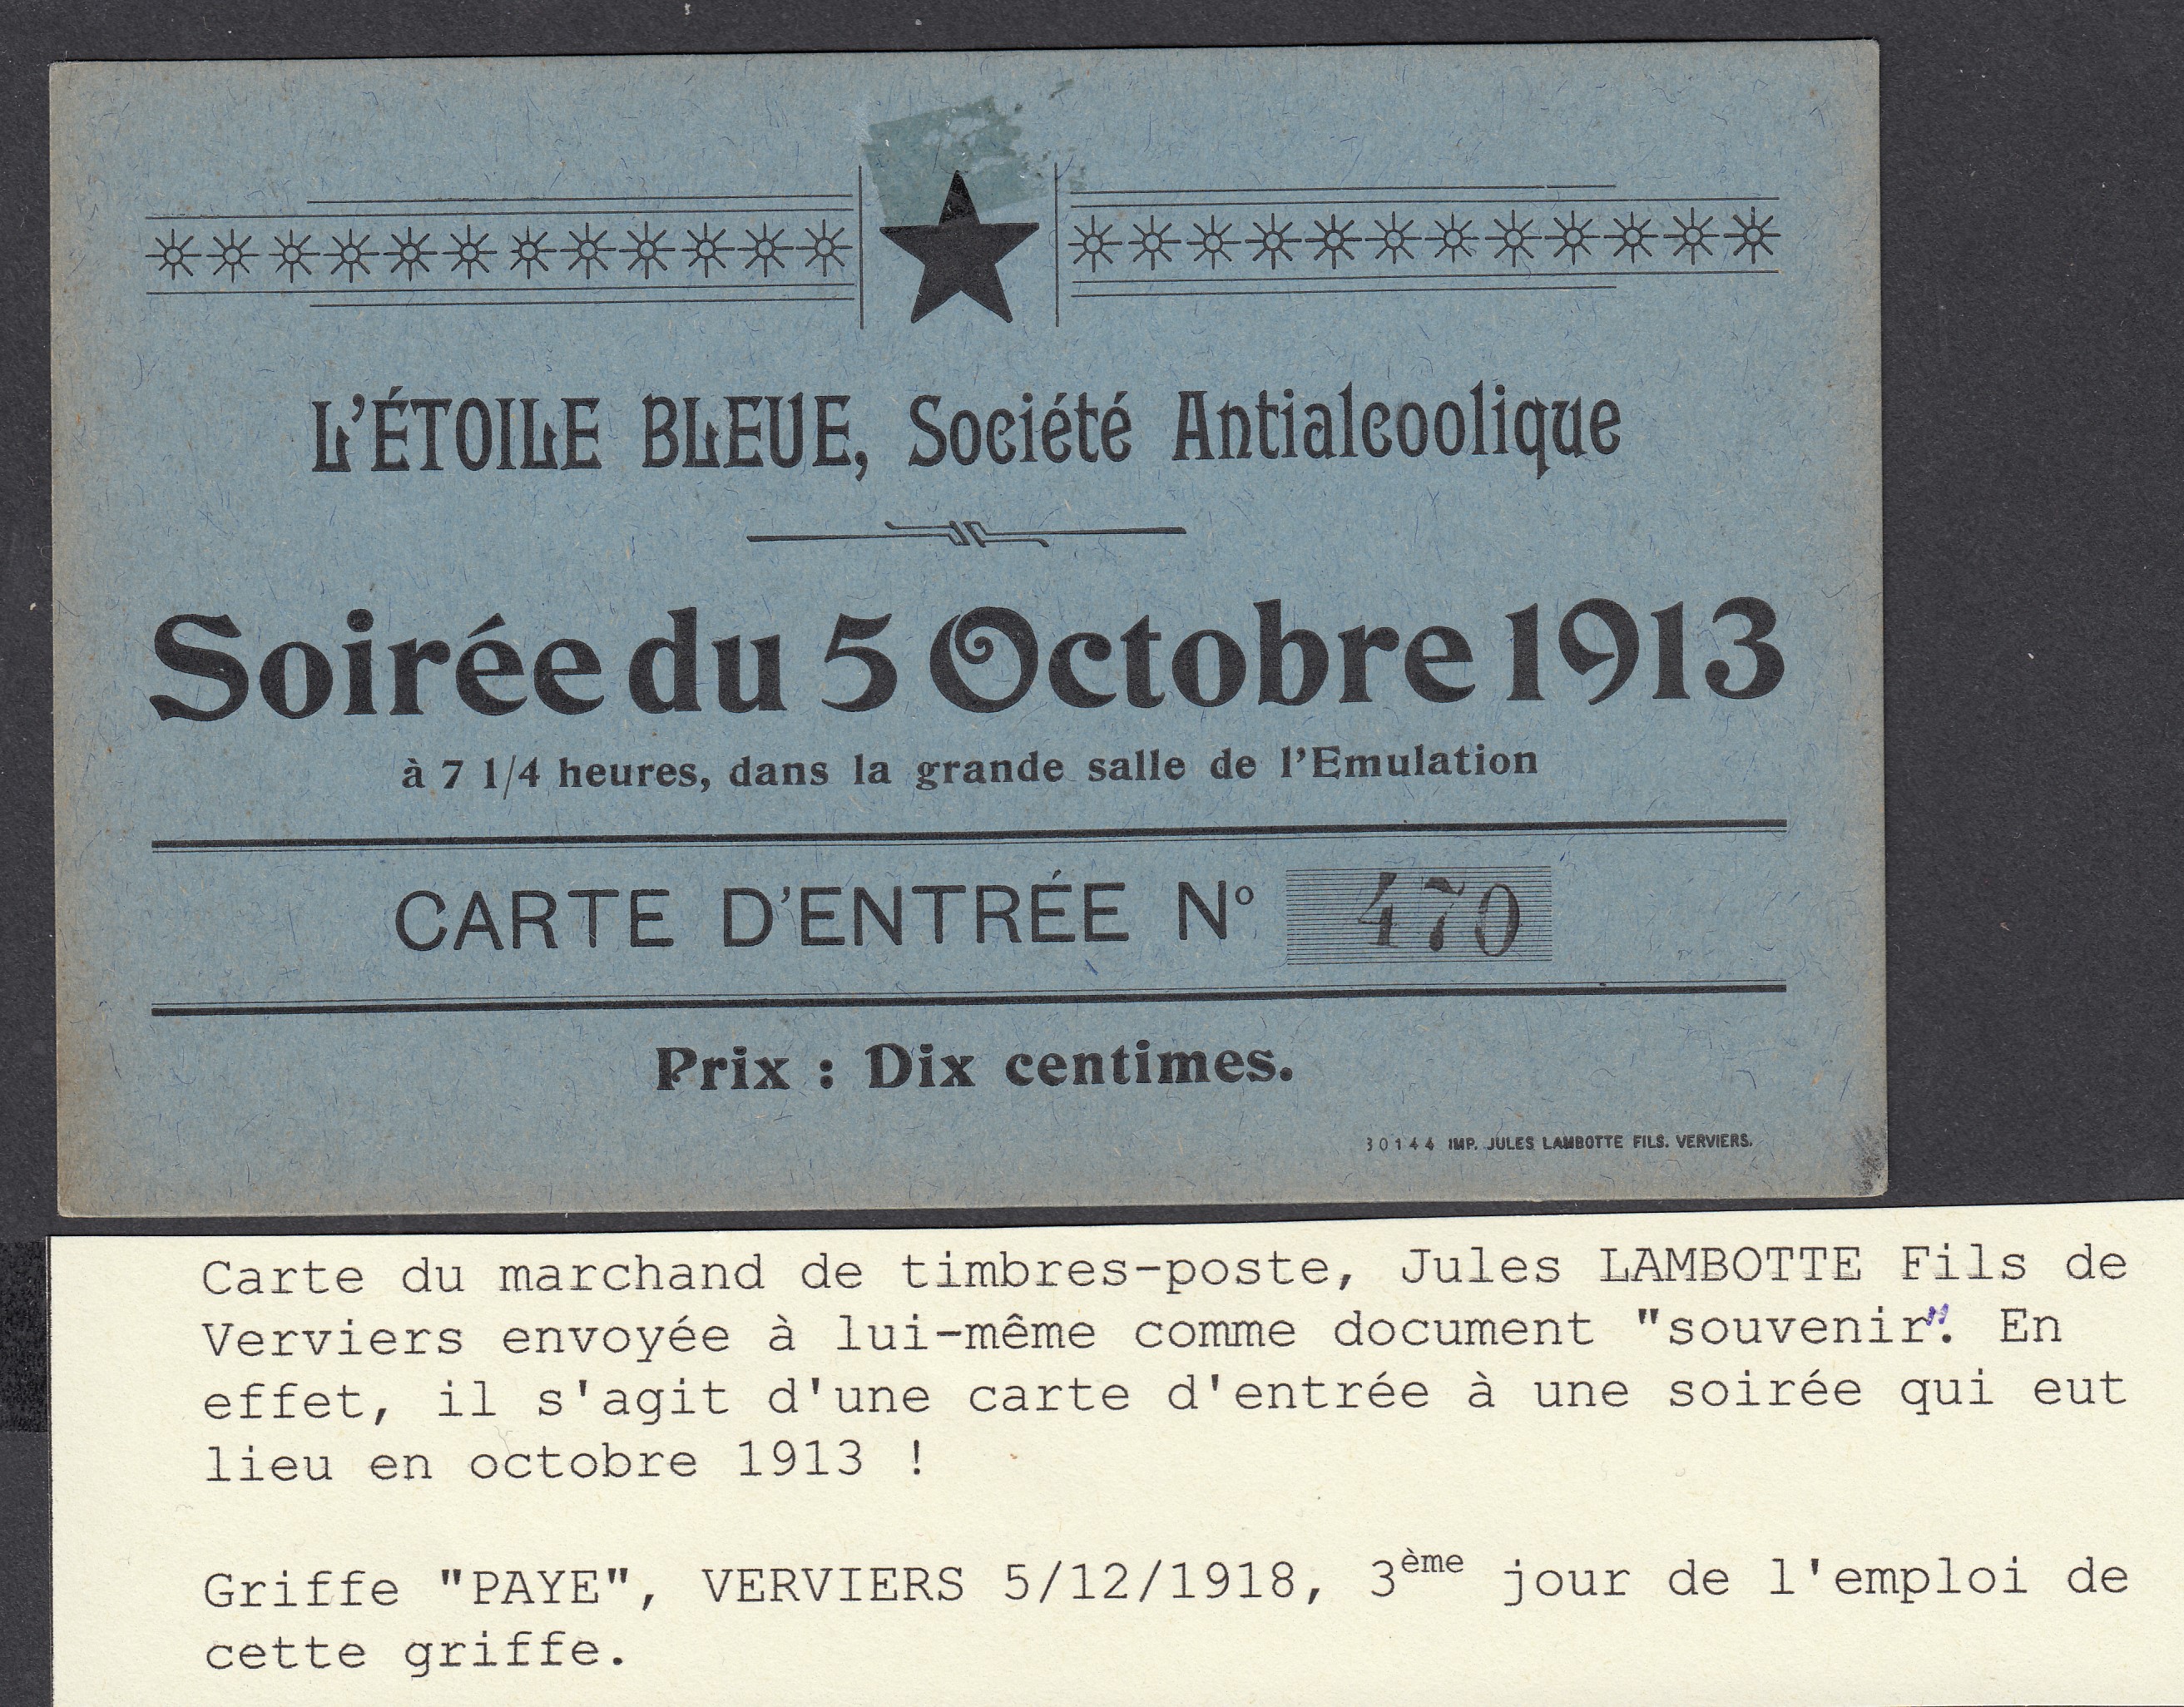 L'ÉTOILE BLEUE, Société Antialcoolique
Soirée du 5 Octobre 1913
à 7 1/4 heures, dans la grande salle de l'Emulation
CARTE D'ENTRÉE N° 470
Prix : Dix centimes.
30144 IMP. JULES LAMBOTTE FILS. VERVIERS.
Carte du marchand de timbres-poste, Jules LAMBOTTE Fils de
Verviers envoyée à lui-même comme document "souvenir". En
effet, il s'agit d'une carte d'entrée à une soirée qui eut
lieu en octobre 1913 !
Griffe "PAYE", VERVIERS 5/12/1918, 3ème jour de l'emploi de
cette griffe.